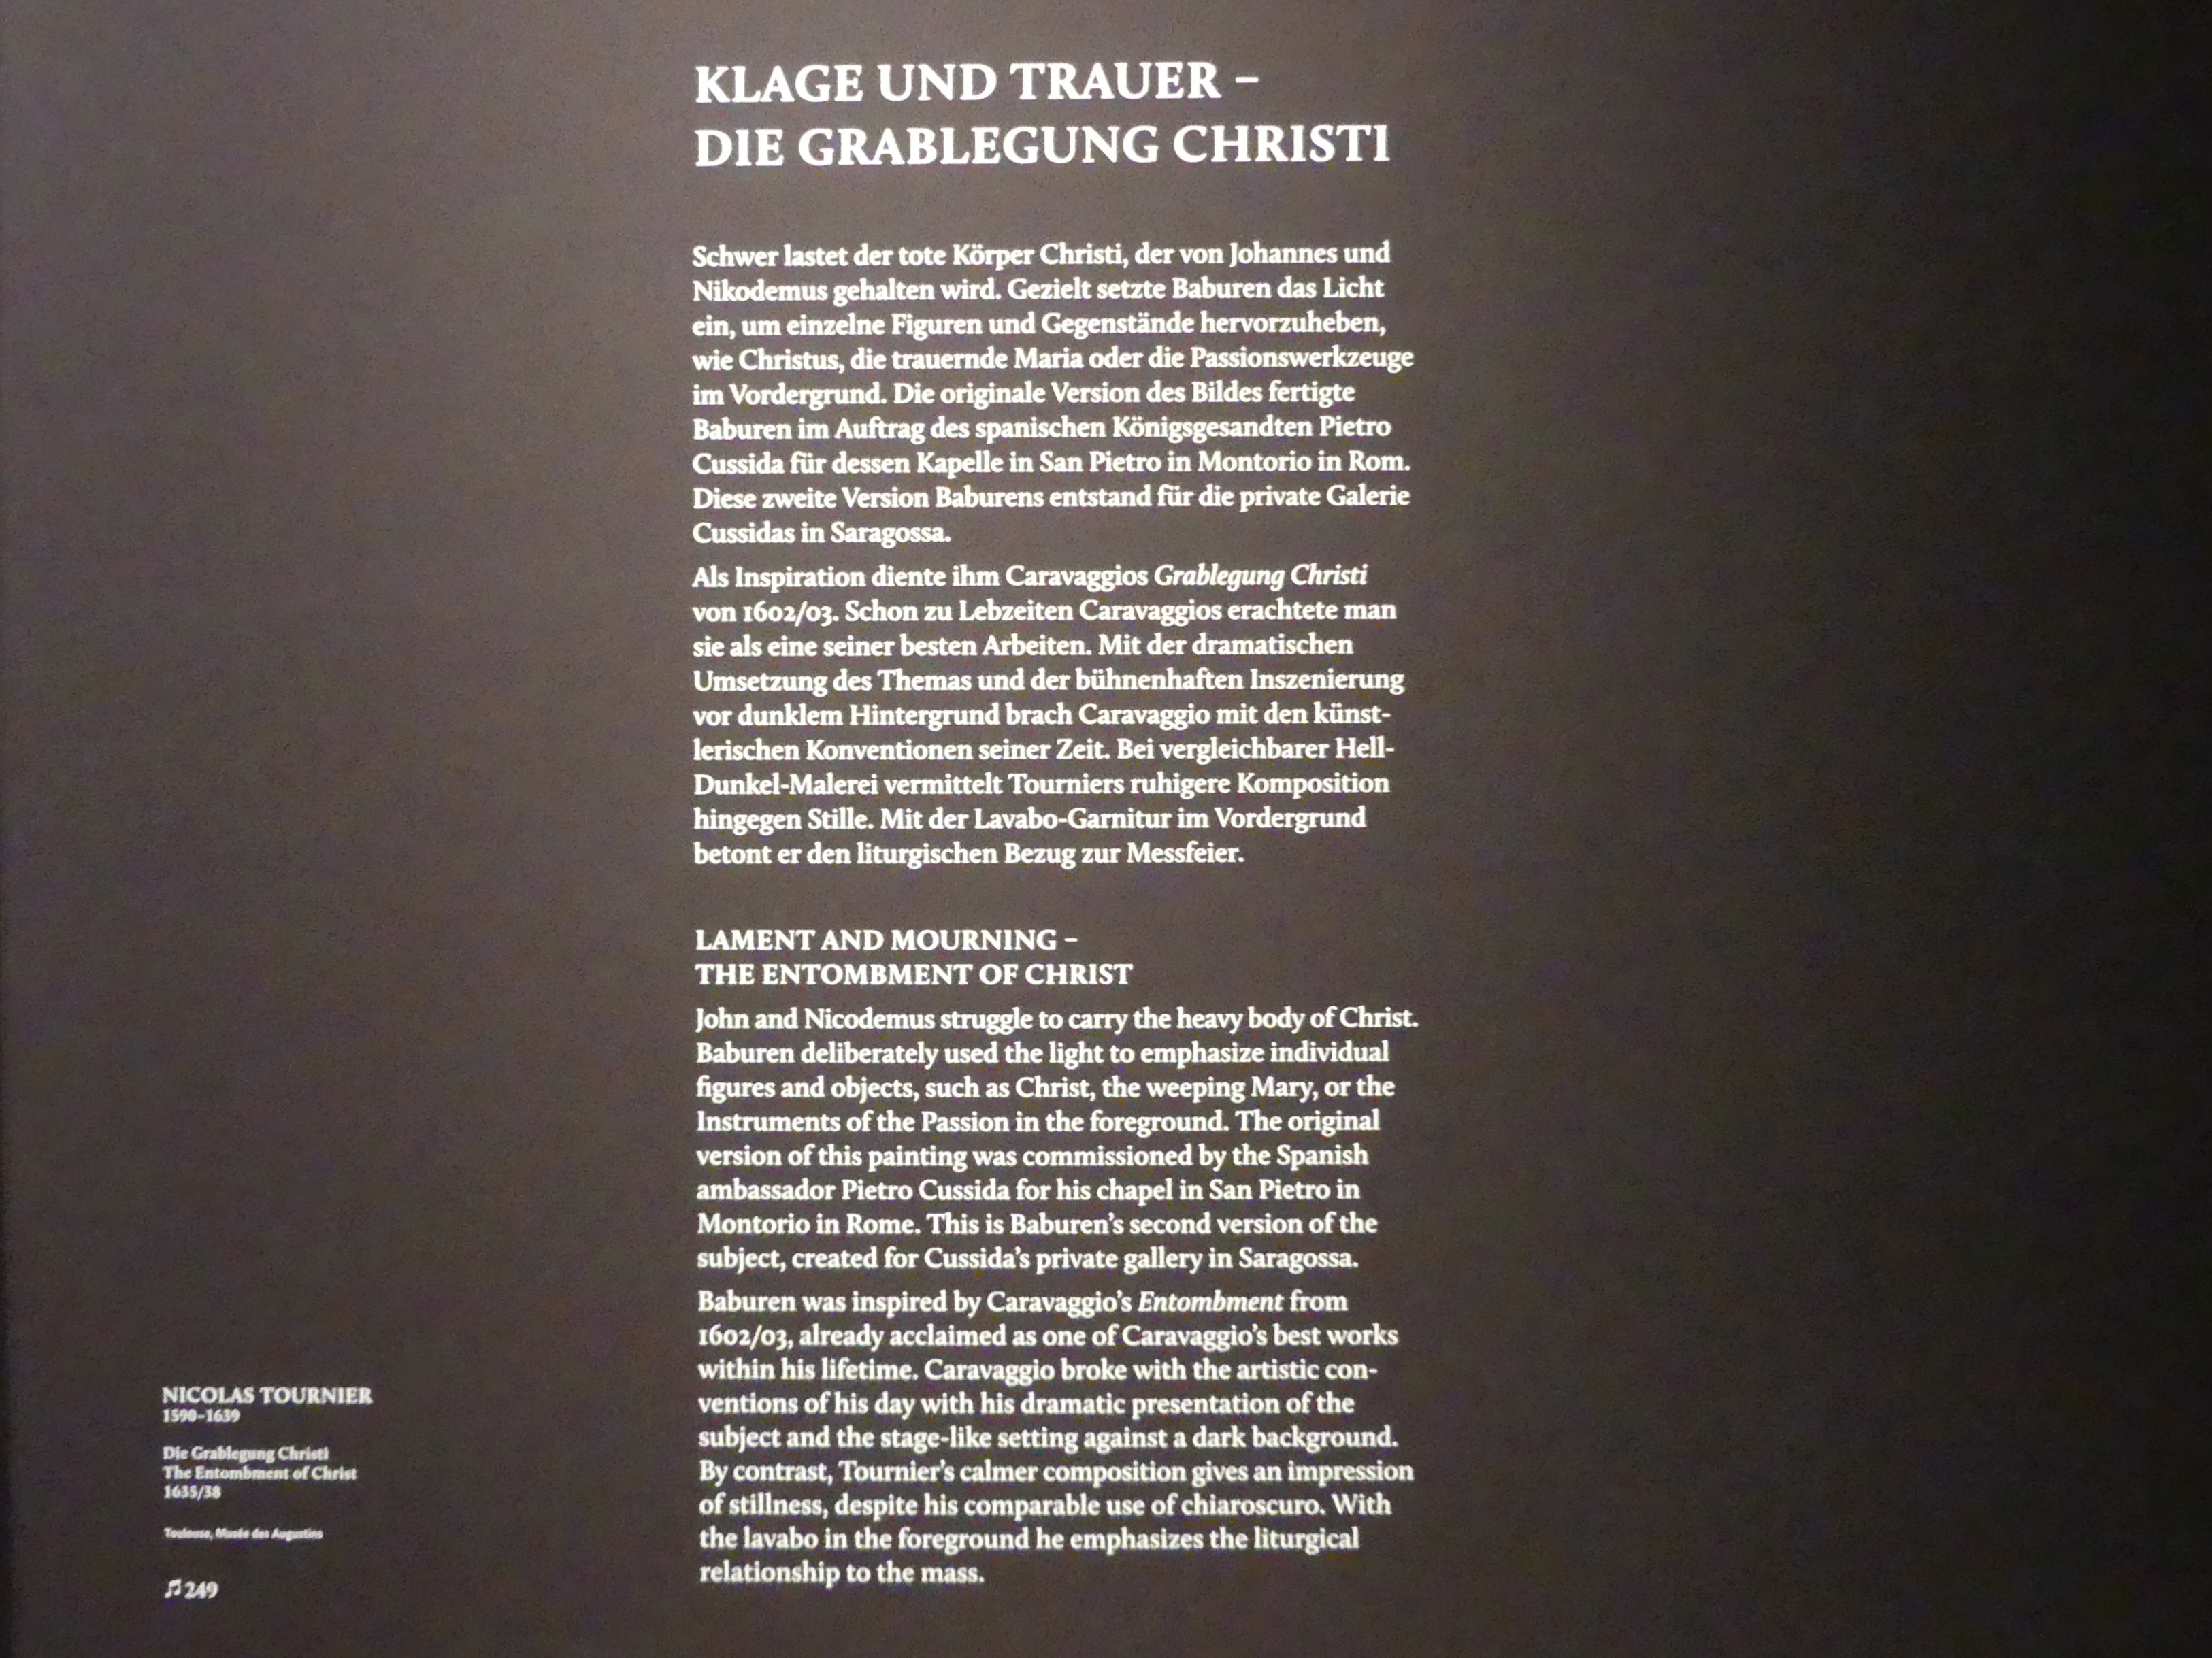 KLAGE UND TRAUER –
DIE GRABLEGUNG CHRISTI
Schwer lastet der tote Körper Christi, der von Johannes und
Nikodemus gehalten wird. Gezielt setzte Baburen das Licht
ein, um einzelne Figuren und Gegenstände hervorzuheben,
wie Christus, die trauernde Maria oder die Passionswerkzeuge
im Vordergrund. Die originale Version des Bildes fertigte
Baburen im Auftrag des spanischen Königsgesandten Pietro
Cussida für dessen Kapelle in San Pietro in Montorio in Rom.
Diese zweite Version Baburens entstand für die private Galerie
Cussidas in Saragossa.
Als Inspiration diente ihm Caravaggios Grablegung Christi
von 1602/03. Schon zu Lebzeiten Caravaggios erachtete man
sie als eine seiner besten Arbeiten. Mit der dramatischen
Umsetzung des Themas und der bühnenhaften Inszenierung
vor dunklem Hintergrund brach Caravaggio mit den künst-
lerischen Konventionen seiner Zeit. Bei vergleichbarer Hell-
Dunkel-Malerei vermittelt Tourniers ruhigere Komposition
hingegen Stille. Mit der Lavabo-Garnitur im Vordergrund
betont er den liturgischen Bezug zur Messfeier.
LAMENT AND MOURNING –
THE ENTOMBMENT OF CHRIST
John and Nicodemus struggle to carry the heavy body of Christ.
Baburen deliberately used the light to emphasize individual
figures and objects, such as Christ, the weeping Mary, or the
Instruments of the Passion in the foreground. The original
version of this painting was commissioned by the Spanish
ambassador Pietro Cussida for his chapel in San Pietro in
Montorio in Rome. This is Baburen's second version of the
subject, created for Cussida's private gallery in Saragossa.
Baburen was inspired by Caravaggio's Entombment from
1602/03, already acclaimed as one of Caravaggio's best works
within his lifetime. Caravaggio broke with the artistic con-
ventions of his day with his dramatic presentation of the
subject and the stage-like setting against a dark background.
By contrast, Tournier's calmer composition gives an impression
of stillness, despite his comparable use of chiaroscuro. With
the lavabo in the foreground he emphasizes the liturgical
relationship to the mass.
NICOLAS TOURNIER
1590–1639
Die Grablegung Christi
The Entombment of Christ
1635/38
Toulouse, Musée des Augustins
♫ 249